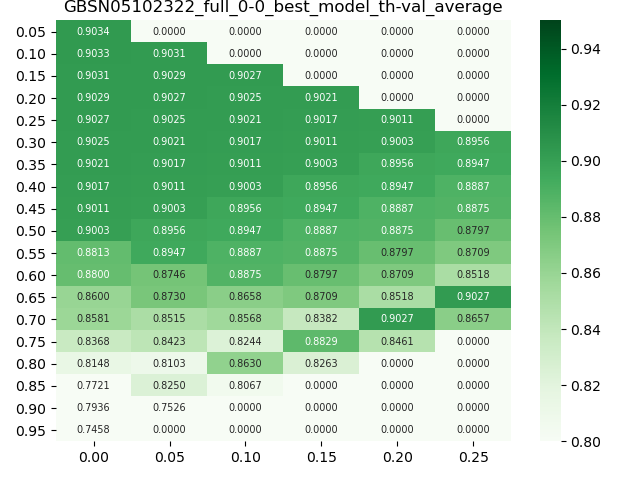 GBSN05102322_full_0-0_best_model_th-val_average
0.05 0.9034 0.0000 0.0000 0.0000 0.0000 0.0000
0.10 0.9033 0.9031 0.0000 0.0000 0.0000 0.0000
0.15 0.9031 0.9029 0.9027 0.0000 0.0000 0.0000
0.20 0.9029 0.9027 0.9025 0.9021 0.0000 0.0000
0.25 0.9027 0.9025 0.9021 0.9017 0.9011 0.0000
0.30 0.9025 0.9021 0.9017 0.9011 0.9003 0.8956
0.35 0.9021 0.9017 0.9011 0.9003 0.8956 0.8947
0.40 0.9017 0.9011 0.9003 0.8956 0.8947 0.8887
0.45 0.9011 0.9003 0.8956 0.8947 0.8887 0.8875
0.50 0.9003 0.8956 0.8947 0.8887 0.8875 0.8797
0.55 0.8813 0.8947 0.8887 0.8875 0.8797 0.8709
0.60 0.8800 0.8746 0.8875 0.8797 0.8709 0.8518
0.65 0.8600 0.8730 0.8658 0.8709 0.8518 0.9027
0.70 0.8581 0.8515 0.8568 0.8382 0.9027 0.8657
0.75 0.8368 0.8423 0.8244 0.8829 0.8461 0.0000
0.80 0.8148 0.8103 0.8630 0.8263 0.0000 0.0000
0.85 0.7721 0.8250 0.8067 0.0000 0.0000 0.0000
0.90 0.7936 0.7526 0.0000 0.0000 0.0000 0.0000
0.95 0.7458 0.0000 0.0000 0.0000 0.0000 0.0000
0.00 0.05 0.10 0.15 0.20 0.25
0.94
0.92
0.90
0.88
0.86
0.84
0.82
0.80